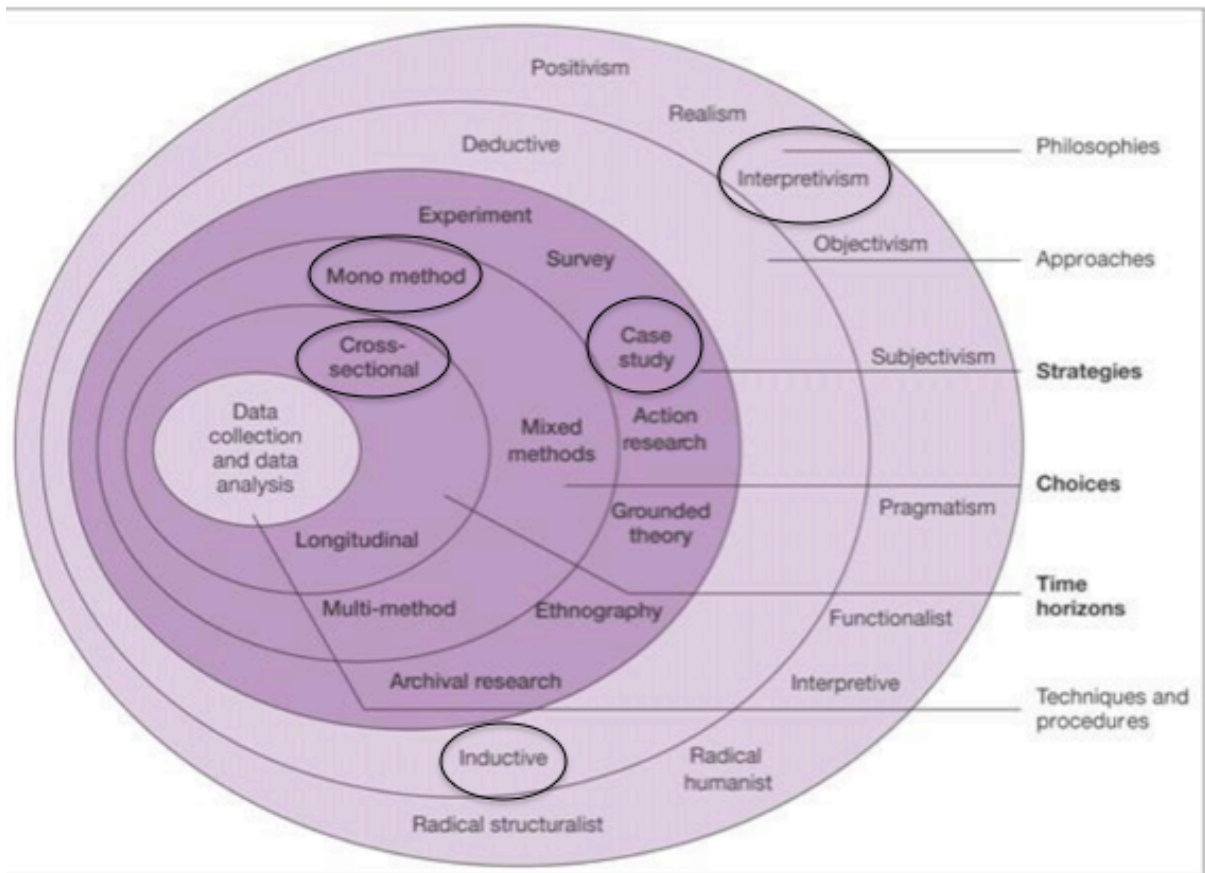 Positivism
Realism
Deductive
Philosophies
Interpretivism
Experiment
Objectivism
Survey
Approaches
Mono method
Case
study
Cross-
sectional
Subjectivism
Strategies
Data
collection
and data
analysis
Action
research
Mixed
methods
Choices
Pragmatism
Grounded
theory
Longitudinal
Time
horizons
Multi-method
Ethnography
Functionalist
Archival research
Interpretive
Techniques and
procedures
Inductive
Radical
humanist
Radical structuralist